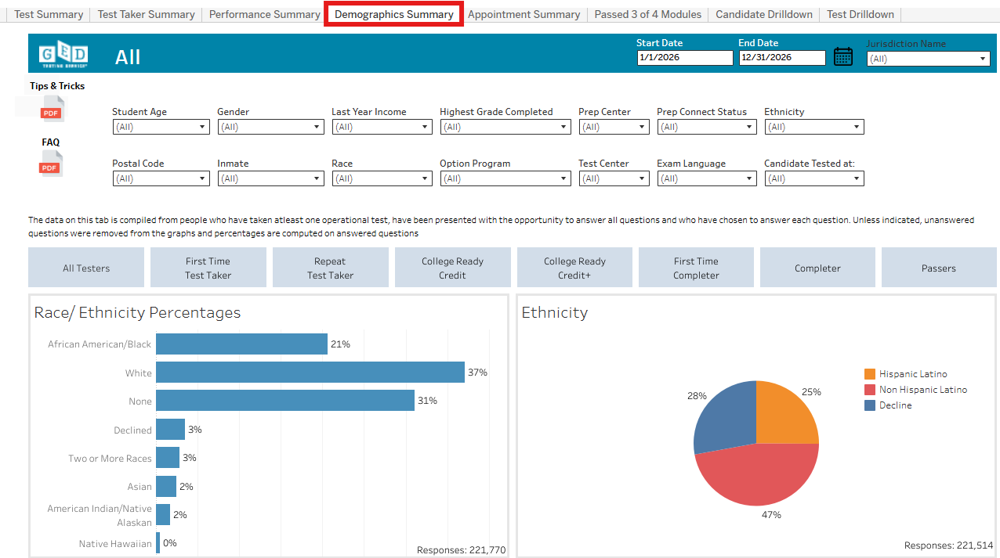 Test Summary
Test Taker Summary
Performance Summary
Demographics Summary
Appointment Summary
Passed 3 of 4 Modules
Candidate Drilldown
Test Drilldown
GED
TESTING SERVICE®
All
Start Date
1/1/2026
End Date
12/31/2026
Jurisdiction Name
(All)
Tips & Tricks
PDF
FAQ
PDF
Student Age
(All)
Gender
(All)
Last Year Income
(All)
Highest Grade Completed
(All)
Prep Center
(All)
Prep Connect Status
(All)
Ethnicity
(All)
Postal Code
(All)
Inmate
(All)
Race
(All)
Option Program
(All)
Test Center
(All)
Exam Language
(All)
Candidate Tested at:
(All)
The data on this tab is compiled from people who have taken atleast one operational test, have been presented with the opportunity to answer all questions and who have chosen to answer each question. Unless indicated, unanswered
questions were removed from the graphs and percentages are computed on answered questions
All Testers
First Time
Test Taker
Repeat
Test Taker
College Ready
Credit
College Ready
Credit+
First Time
Completer
Completer
Passers
Race/ Ethnicity Percentages
African American/Black
21%
White
37%
None
31%
Declined
3%
Two or More Races
3%
Asian
2%
American Indian/Native
Alaskan
2%
Native Hawaiian
0%
Responses: 221,770
Ethnicity
28%
25%
47%
Hispanic Latino
Non Hispanic Latino
Decline
Responses: 221,514